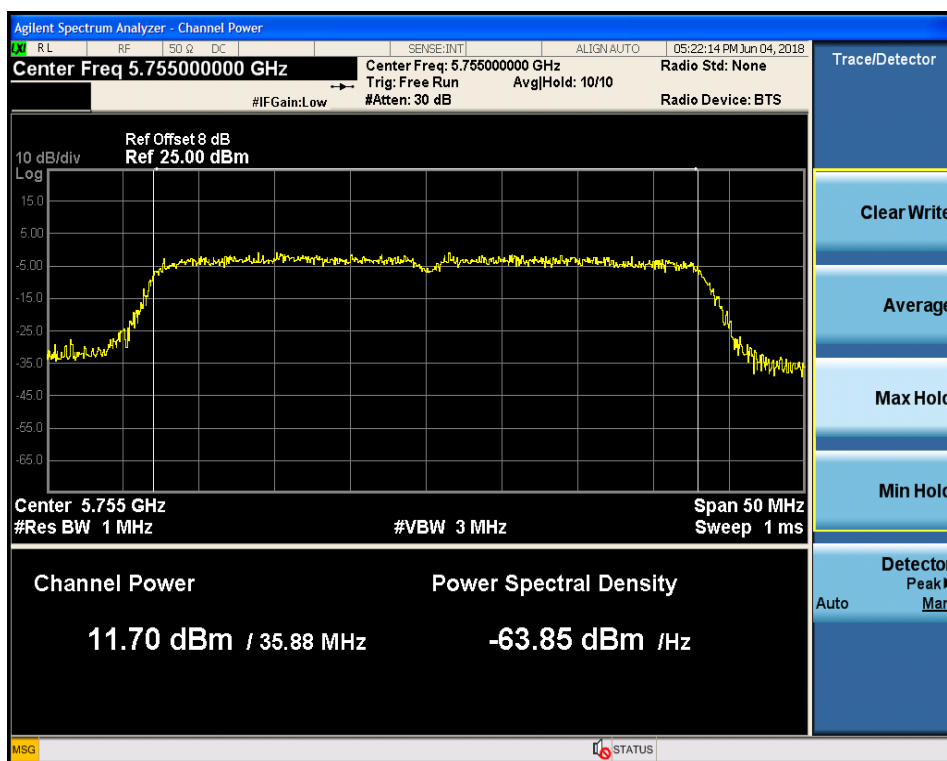 Agilent Spectrum Analyzer - Channel Power
LXI RL RF 50 Ω DC SENSE:INT ALIGN AUTO 05:22:14 PM Jun 04, 2018
Center Freq 5.755000000 GHz
Center Freq: 5.755000000 GHz
Radio Std: None
Trig: Free Run Avg|Hold: 10/10
#IFGain:Low #Atten: 30 dB Radio Device: BTS
Trace/Detector
Ref Offset 8 dB
10 dB/div Ref 25.00 dBm
Log
15.0
5.00
-5.00
-15.0
-25.0
-35.0
-45.0
-55.0
-65.0
Clear Write
Average
Max Hold
Min Hold
Center 5.755 GHz Span 50 MHz
#Res BW 1 MHz #VBW 3 MHz Sweep 1 ms
Detector
Peak
Auto Man
Channel Power Power Spectral Density
11.70 dBm / 35.88 MHz -63.85 dBm /Hz
MSG STATUS